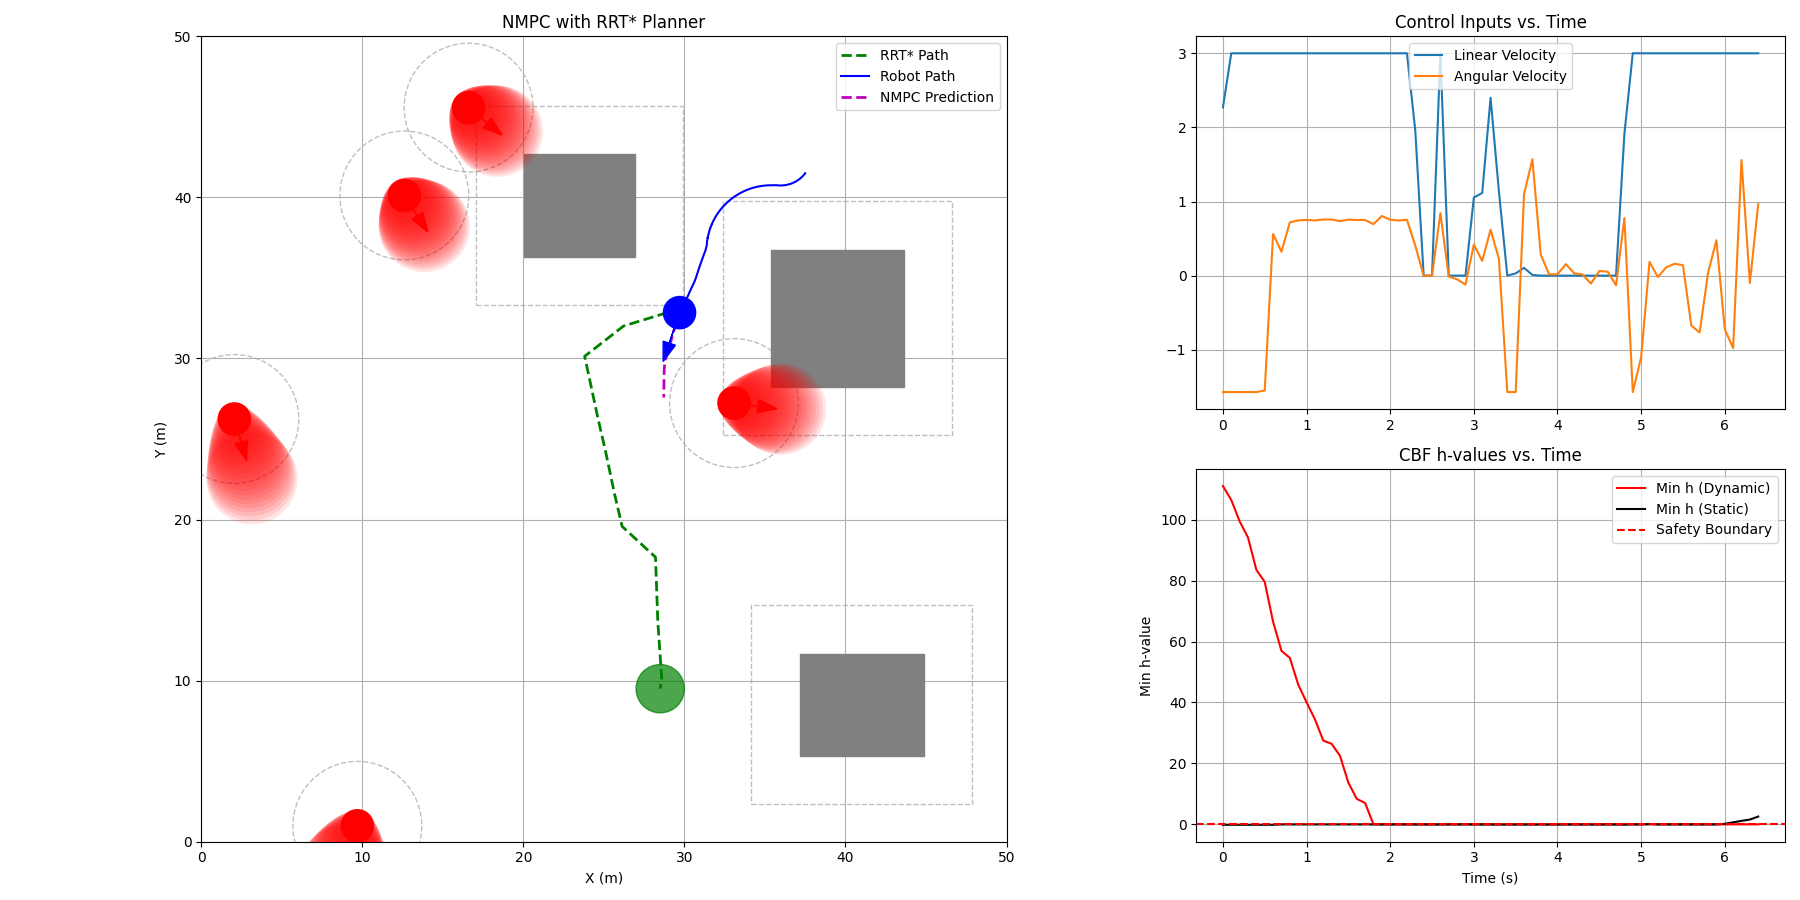 NMPC with RRT* Planner
50
40
30
20
10
0
Y (m)
0 10 20 30 40 50
X (m)
RRT* Path
Robot Path
NMPC Prediction
Control Inputs vs. Time
3
2
1
0
−1
Linear Velocity
Angular Velocity
0 1 2 3 4 5 6
CBF h-values vs. Time
100
80
60
40
20
0
Min h-value
Min h (Dynamic)
Min h (Static)
Safety Boundary
0 1 2 3 4 5 6
Time (s)